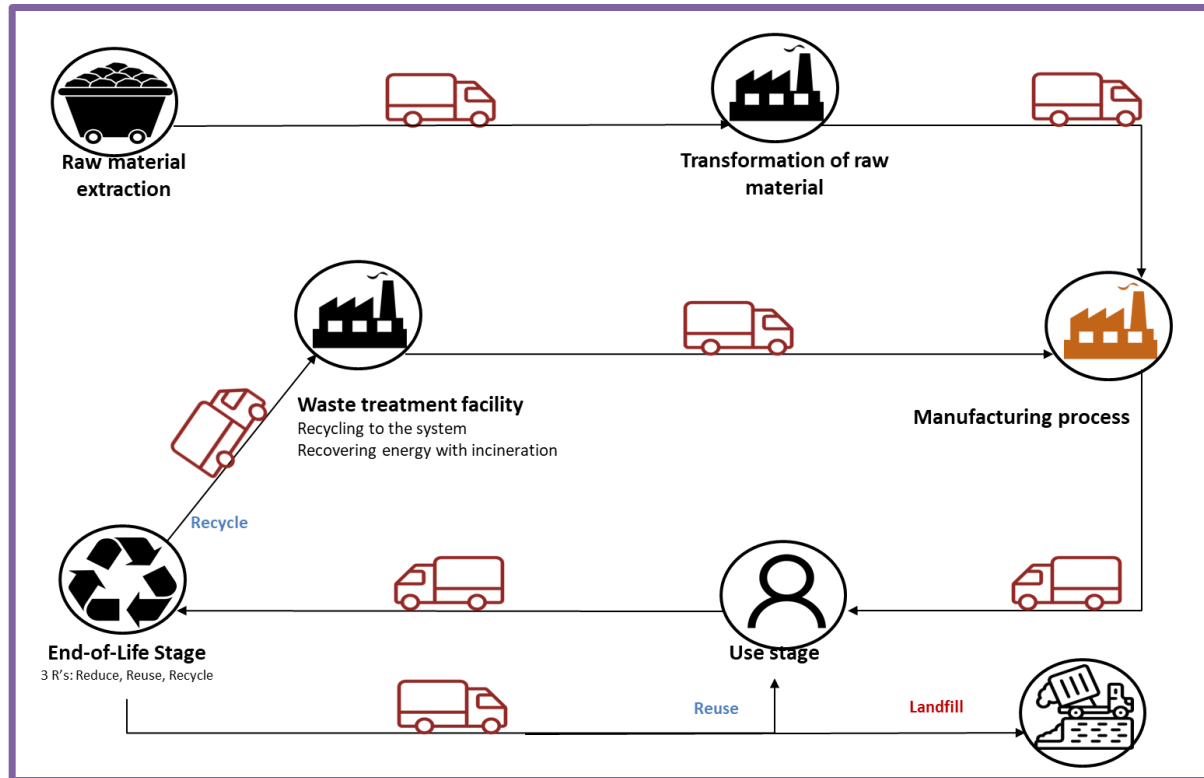 Raw material
extraction
Transformation of raw
material
Waste treatment facility
Recycling to the system
Recovering energy with incineration
Manufacturing process
Recycle
End-of-Life Stage
3 R's: Reduce, Reuse, Recycle
Use stage
Reuse
Landfill